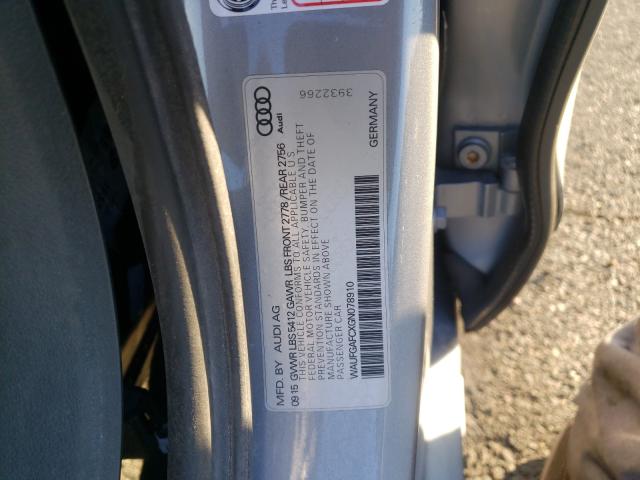 MFD. BY AUDI AG
09.15 GVWR LBS 5412 GAWR LBS FRONT 2778 /REAR 2756
THIS VEHICLE CONFORMS TO ALL APPLICABLE U.S.
FEDERAL MOTOR VEHICLE SAFETY, BUMPER AND THEFT
PREVENTION STANDARDS IN EFFECT ON THE DATE OF
MANUFACTURE SHOWN ABOVE
PASSENGER CAR
WAUFGAFCXGN078910
GERMANY
Audi
3932266